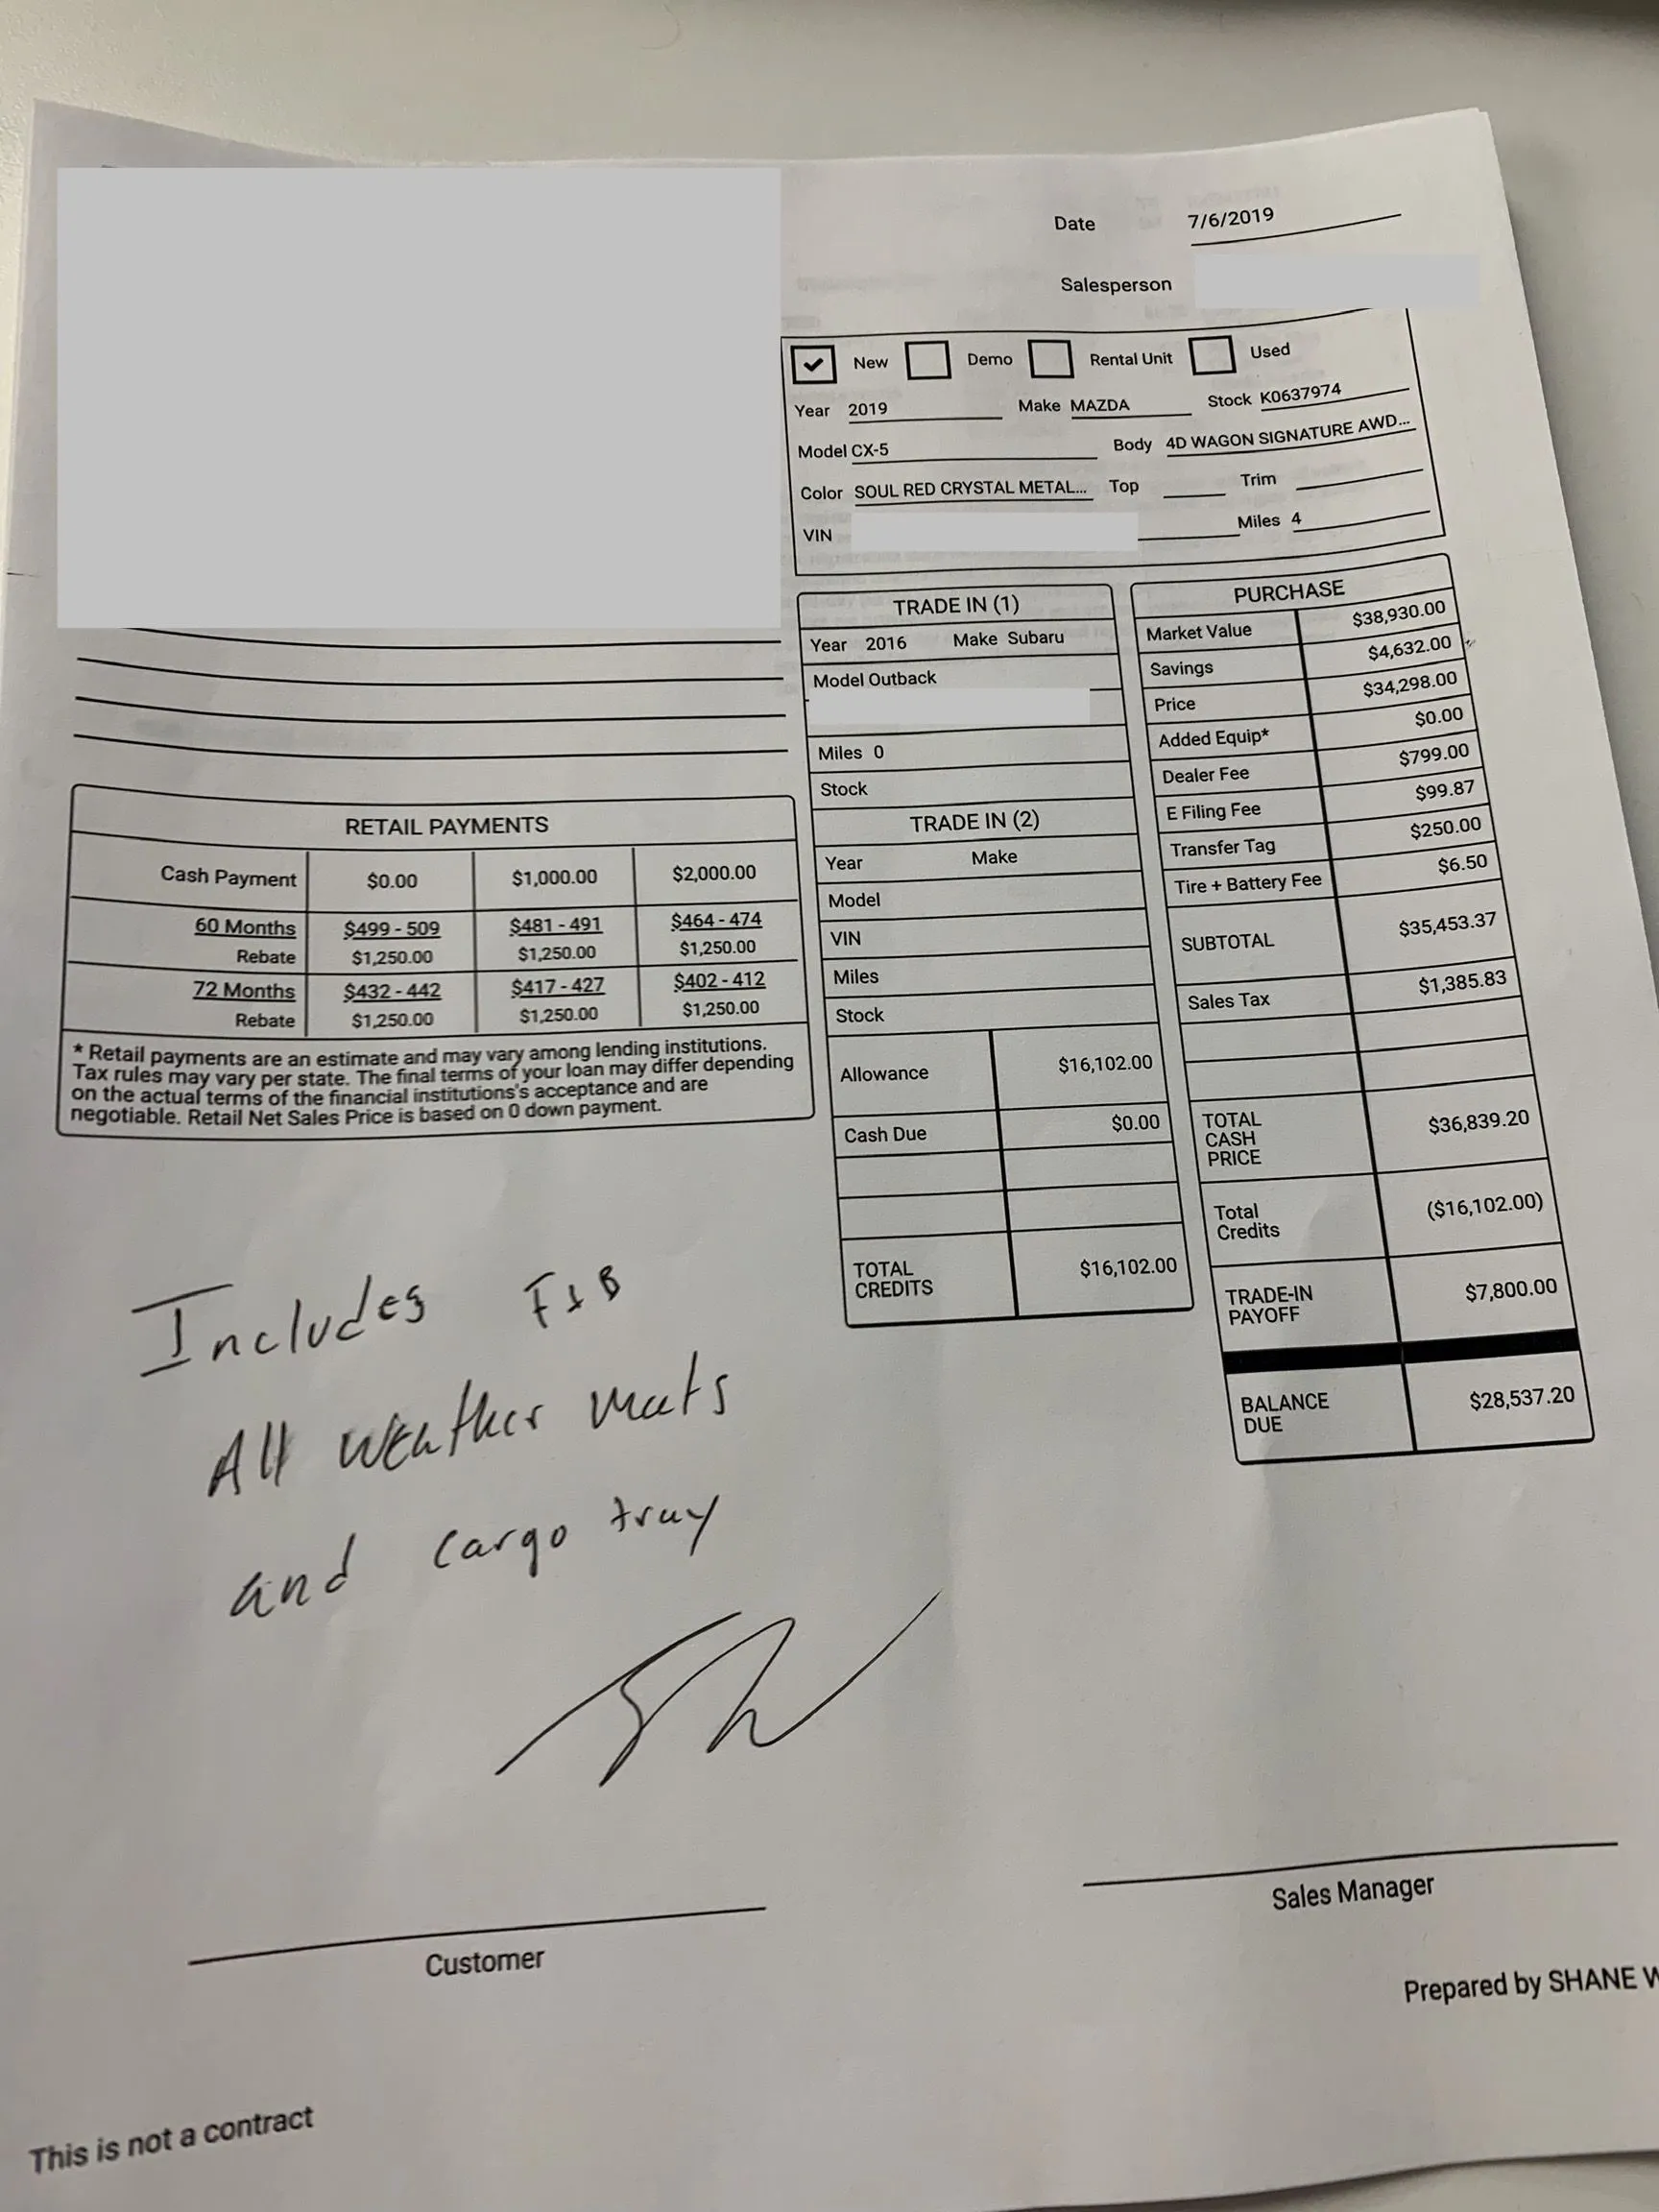 Date 7/6/2019
Salesperson
✓ New Demo Rental Unit Used
Year 2019 Make MAZDA Stock K0637974
Model CX-5 Body 4D WAGON SIGNATURE AWD...
Color SOUL RED CRYSTAL METAL... Top Trim
VIN Miles 4
TRADE IN (1)
Year 2016 Make Subaru
Model Outback
Miles 0
Stock
TRADE IN (2)
Year Make
Model
VIN
Miles
Stock
Allowance $16,102.00
Cash Due $0.00
TOTAL CREDITS $16,102.00
PURCHASE
Market Value $38,930.00
Savings $4,632.00
Price $34,298.00
Added Equip* $0.00
Dealer Fee $799.00
E Filing Fee $99.87
Transfer Tag $250.00
Tire + Battery Fee $6.50
SUBTOTAL $35,453.37
Sales Tax $1,385.83
TOTAL CASH PRICE $36,839.20
Total Credits ($16,102.00)
TRADE-IN PAYOFF $7,800.00
BALANCE DUE $28,537.20
RETAIL PAYMENTS
Cash Payment $0.00 $1,000.00 $2,000.00
60 Months $499 - 509 $481 - 491 $464 - 474
Rebate $1,250.00 $1,250.00 $1,250.00
72 Months $432 - 442 $417 - 427 $402 - 412
Rebate $1,250.00 $1,250.00 $1,250.00
* Retail payments are an estimate and may vary among lending institutions.
Tax rules may vary per state. The final terms of your loan may differ depending
on the actual terms of the financial institutions's acceptance and are
negotiable. Retail Net Sales Price is based on 0 down payment.
Includes F&B
All weather mats
and cargo tray
Customer
Sales Manager
Prepared by SHANE W
This is not a contract